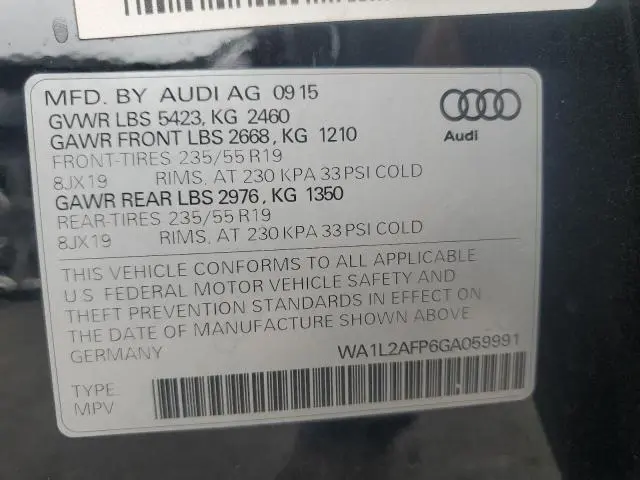 MFD. BY AUDI AG 09 15
GVWR LBS 5423, KG 2460
GAWR FRONT LBS 2668, KG 1210
FRONT-TIRES 235/55 R19
8JX19 RIMS, AT 230 KPA 33 PSI COLD
GAWR REAR LBS 2976, KG 1350
REAR-TIRES 235/55 R19
8JX19 RIMS, AT 230 KPA 33 PSI COLD
Audi
THIS VEHICLE CONFORMS TO ALL APPLICABLE
U.S. FEDERAL MOTOR VEHICLE SAFETY AND
THEFT PREVENTION STANDARDS IN EFFECT ON
THE DATE OF MANUFACTURE SHOWN ABOVE
GERMANY WA1L2AFP6GA059991
TYPE
MPV